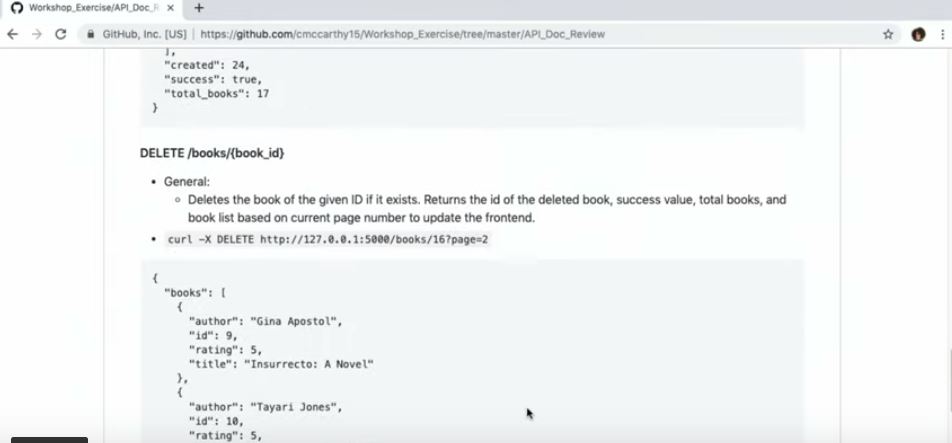 Workshop_Exercise/API_Doc_R
GitHub, Inc. [US] | https://github.com/cmccarthy15/Workshop_Exercise/tree/master/API_Doc_Review
],
"created": 24,
"success": true,
"total_books": 17
}
DELETE /books/{book_id}
• General:
◦ Deletes the book of the given ID if it exists. Returns the id of the deleted book, success value, total books, and
book list based on current page number to update the frontend.
• curl -X DELETE http://127.0.0.1:5000/books/16?page=2
{
"books": [
{
"author": "Gina Apostol",
"id": 9,
"rating": 5,
"title": "Insurrecto: A Novel"
},
{
"author": "Tayari Jones",
"id": 10,
"rating": 5,